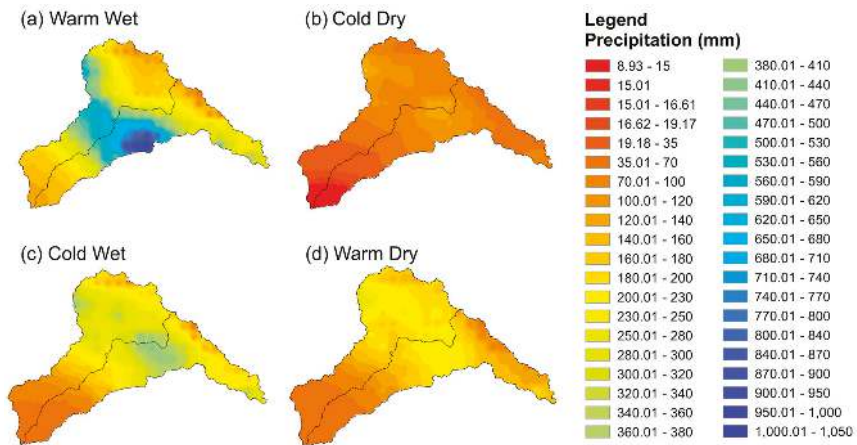 (a) Warm Wet
(b) Cold Dry
(c) Cold Wet
(d) Warm Dry
Legend
Precipitation (mm)
8.93 - 15
15.01
15.01 - 16.61
16.62 - 19.17
19.18 - 35
35.01 - 70
70.01 - 100
100.01 - 120
120.01 - 140
140.01 - 160
160.01 - 180
180.01 - 200
200.01 - 230
230.01 - 250
250.01 - 280
280.01 - 300
300.01 - 320
320.01 - 340
340.01 - 360
360.01 - 380
380.01 - 410
410.01 - 440
440.01 - 470
470.01 - 500
500.01 - 530
530.01 - 560
560.01 - 590
590.01 - 620
620.01 - 650
650.01 - 680
680.01 - 710
710.01 - 740
740.01 - 770
770.01 - 800
800.01 - 840
840.01 - 870
870.01 - 900
900.01 - 950
950.01 - 1,000
1,000.01 - 1,050